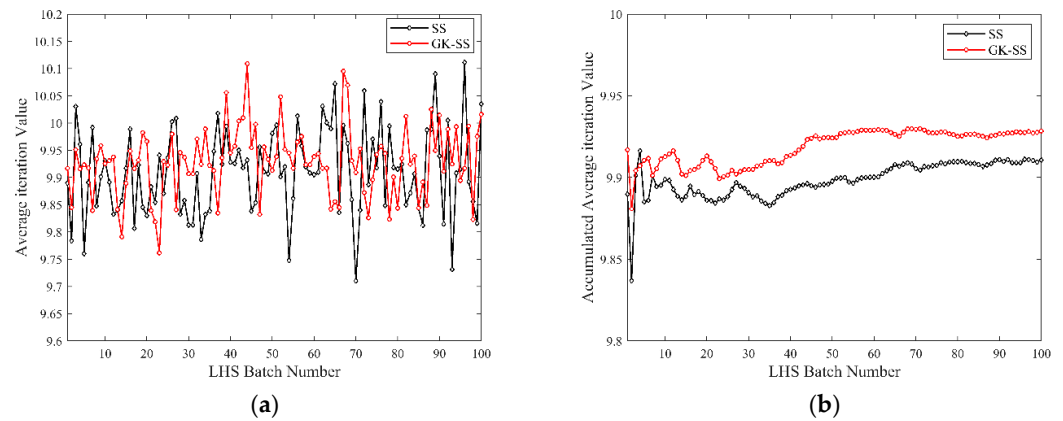 10.2
10.15
10.1
10.05
10
9.95
9.9
9.85
9.8
9.75
9.7
9.65
9.6
Average iteration Value
10 20 30 40 50 60 70 80 90 100
LHS Batch Number
SS
GK-SS
(a)
10
9.95
9.9
9.85
9.8
Accumulated Average iteration Value
10 20 30 40 50 60 70 80 90 100
LHS Batch Number
SS
GK-SS
(b)